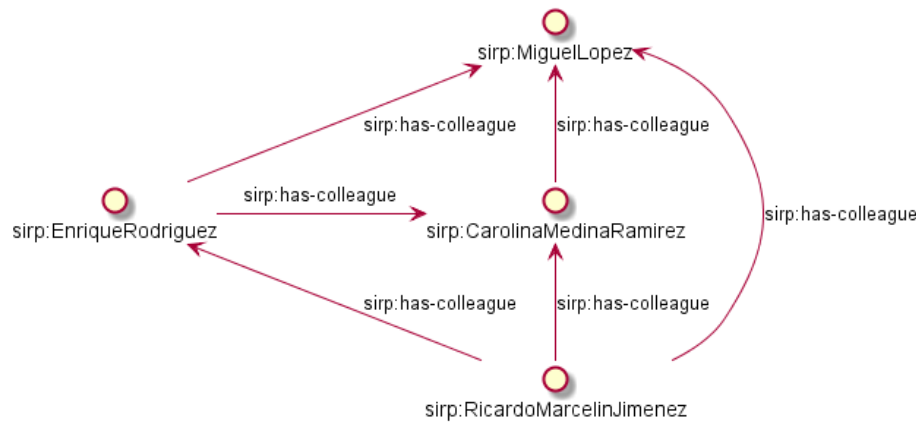 sirp:MiguelLopez
sirp:has-colleague
sirp:has-colleague
sirp:has-colleague
sirp:EnriqueRodriguez
sirp:CarolinaMedinaRamirez
sirp:has-colleague
sirp:has-colleague
sirp:has-colleague
sirp:RicardoMarcelinJimenez